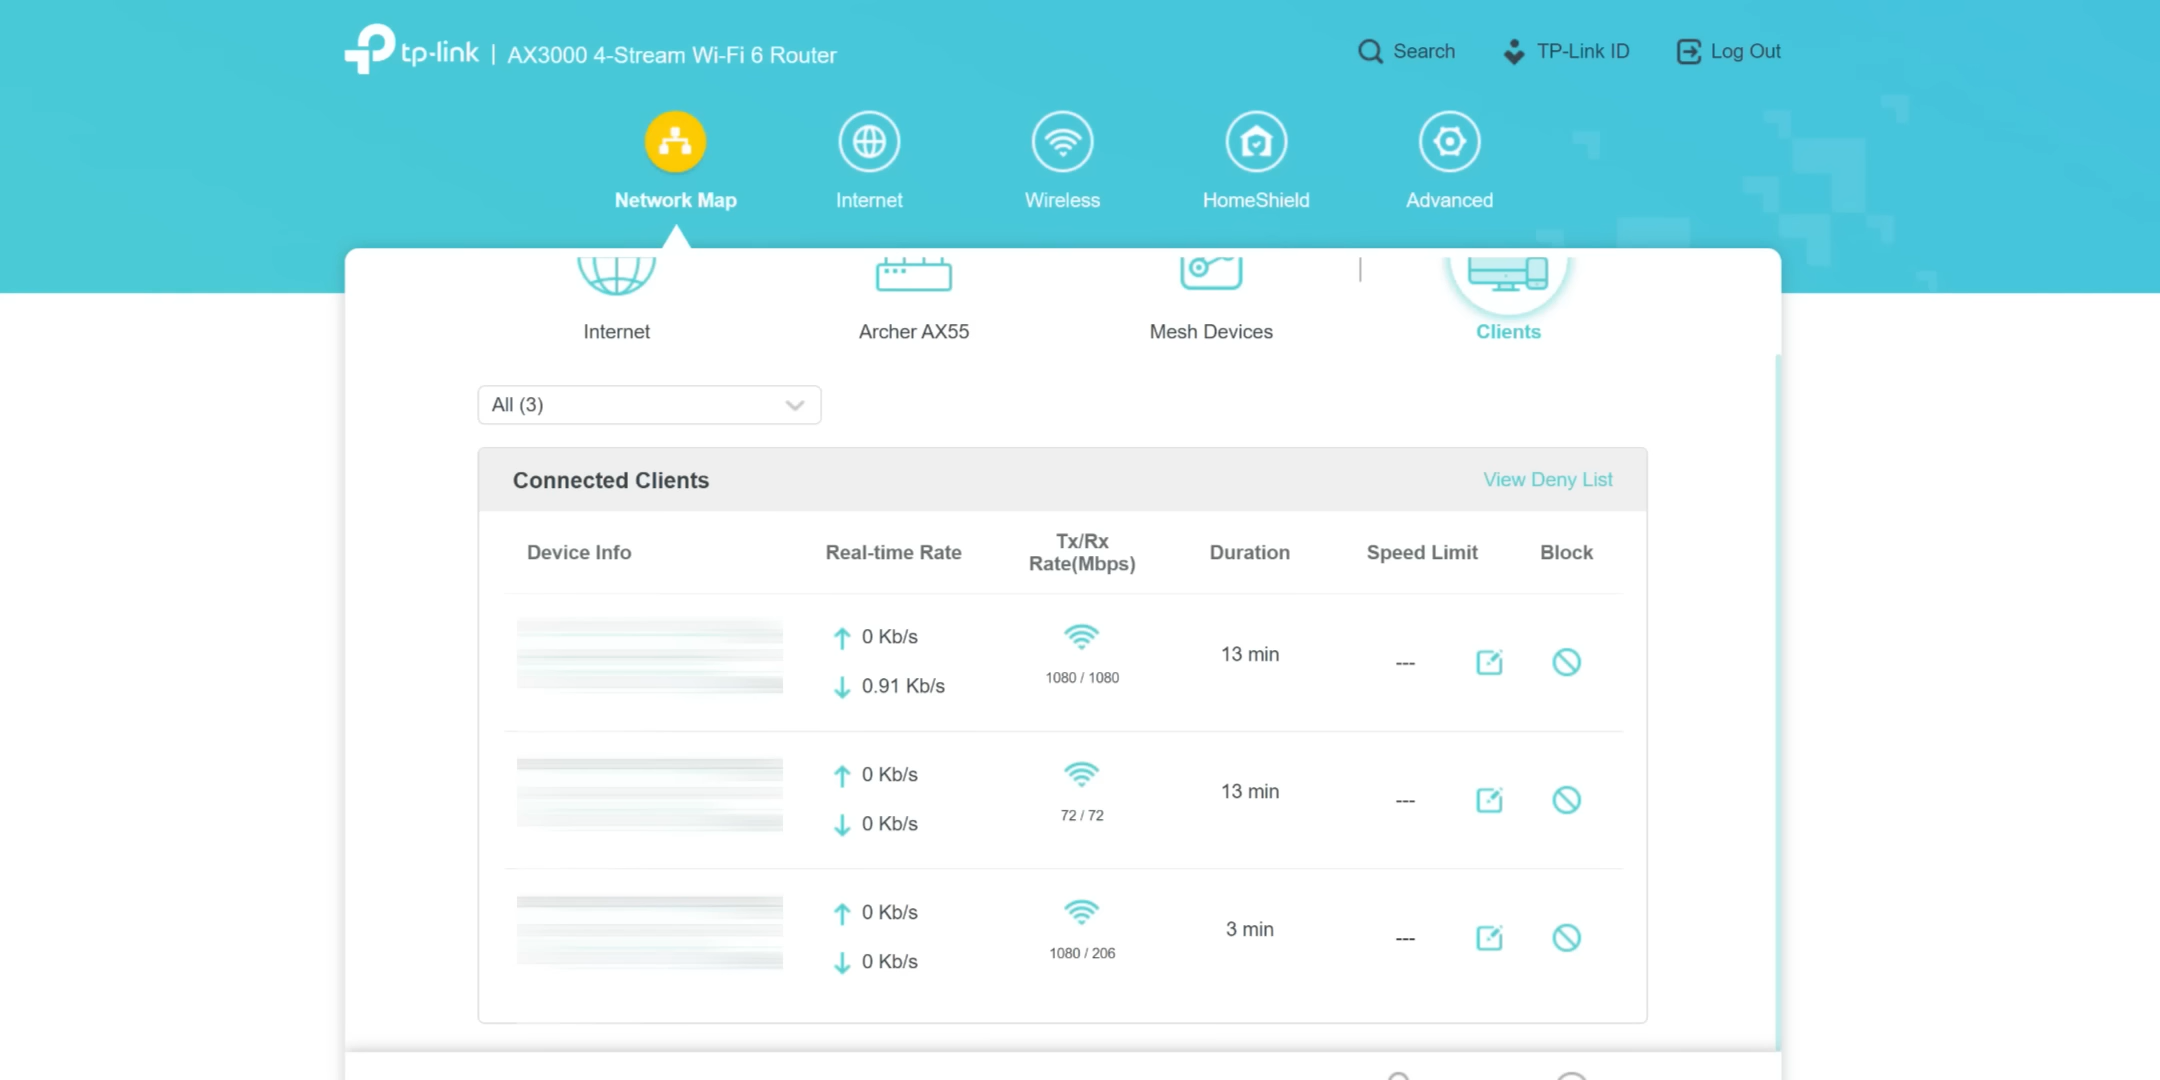 tp-link | AX3000 4-Stream Wi-Fi 6 Router
Search
TP-Link ID
Log Out
Network Map
Internet
Wireless
HomeShield
Advanced
Internet
Archer AX55
Mesh Devices
Clients
All (3)
Connected Clients
View Deny List
Device Info
Real-time Rate
Tx/Rx
Rate(Mbps)
Duration
Speed Limit
Block
0 Kb/s
0.91 Kb/s
1080 / 1080
13 min
---
0 Kb/s
0 Kb/s
72 / 72
13 min
---
0 Kb/s
0 Kb/s
1080 / 206
3 min
---